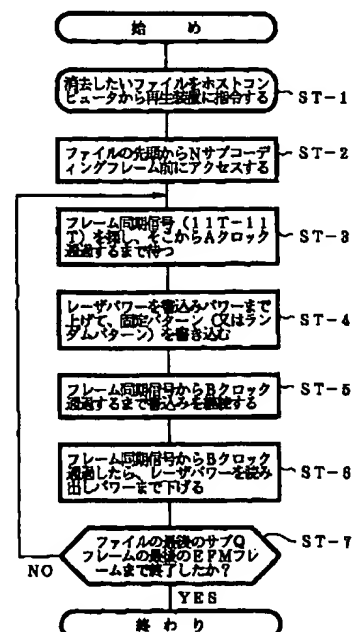 始 め
消去したいファイルをホストコン
ピュータから再生装置に指令する
ST-1
ファイルの先頭からNサブコーデ
ィングフレーム前にアクセスする
ST-2
フレーム同期信号(11T-11
T)を探し、そこからAクロック
通過するまで待つ
ST-3
レーザパワーを書込みパワーまで
上げて、固定パターン(又はラン
ダムパターン)を書き込む
ST-4
フレーム同期信号からBクロック
通過するまで書込みを継続する
ST-5
フレーム同期信号からBクロック
通過したら、レーザパワーを読み
出しパワーまで下げる
ST-6
ファイルの最後のサブQ
フレームの最後のEFMフレ
ームまで終了したか?
ST-7
NO
YES
終 わ り